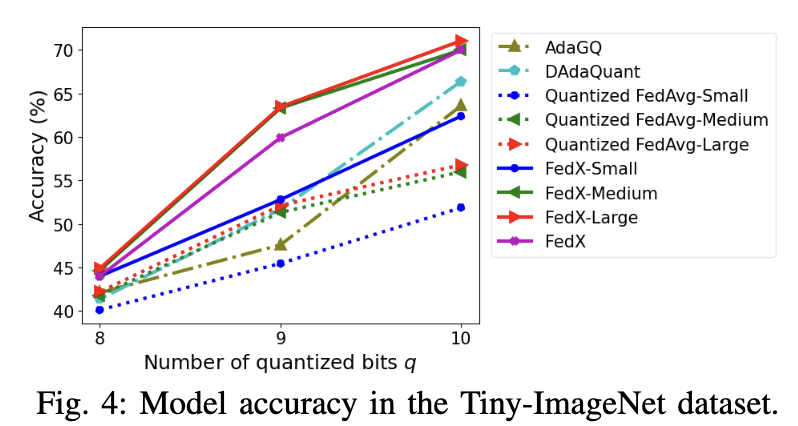 70
65
60
55
50
45
40
Accuracy (%)
8
9
10
Number of quantized bits q
AdaGQ
DAdaQuant
Quantized FedAvg-Small
Quantized FedAvg-Medium
Quantized FedAvg-Large
FedX-Small
FedX-Medium
FedX-Large
FedX
Fig. 4: Model accuracy in the Tiny-ImageNet dataset.